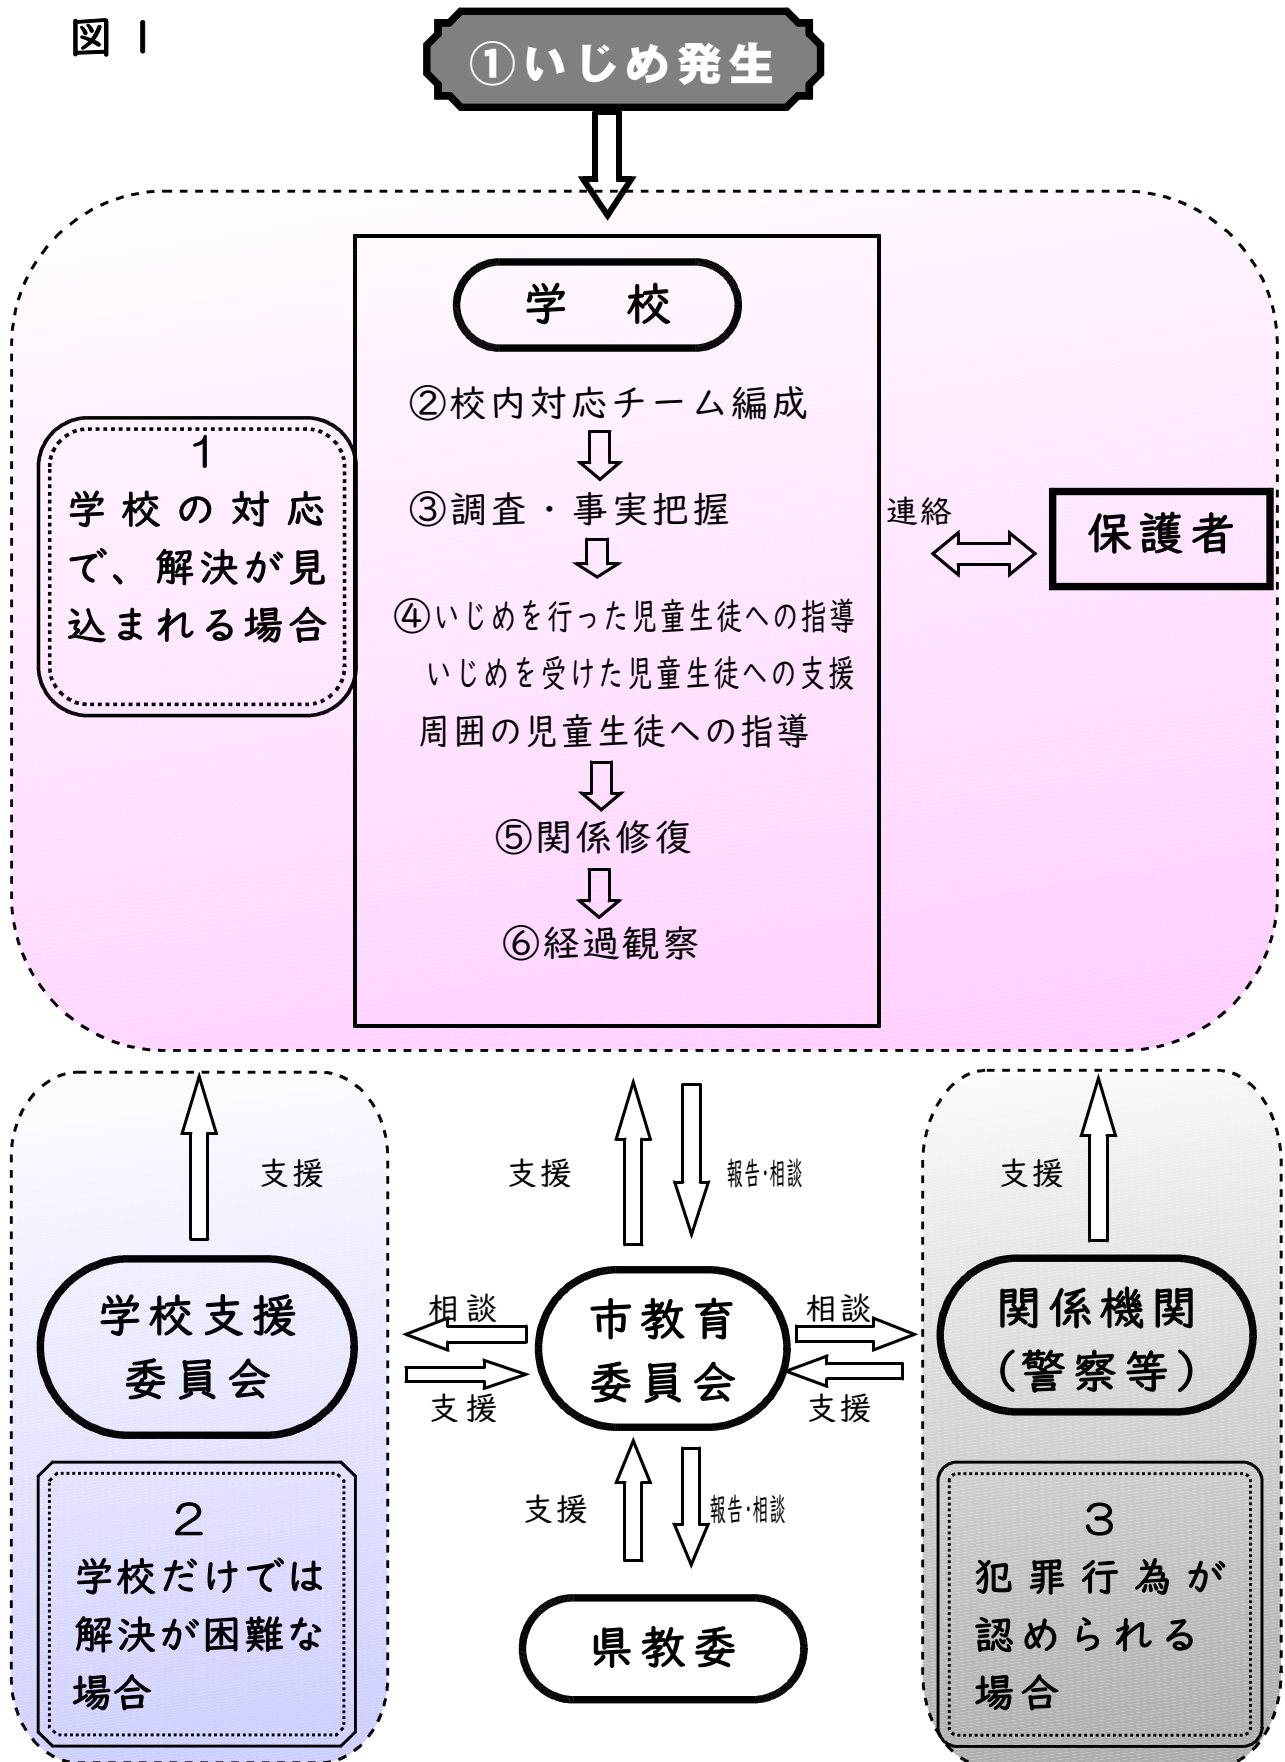 図1
①いじめ発生
学 校
②校内対応チーム編成
③調査・事実把握
④いじめを行った児童生徒への指導
いじめを受けた児童生徒への支援
周囲の児童生徒への指導
⑤関係修復
⑥経過観察
1
学校の対応
で、解決が見
込まれる場合
連絡
保護者
支援
支援
報告・相談
支援
学校支援
委員会
相談
支援
市教育
委員会
相談
支援
関係機関
(警察等)
2
学校だけでは
解決が困難な
場合
支援
報告・相談
県教委
3
犯罪行為が
認められる
場合